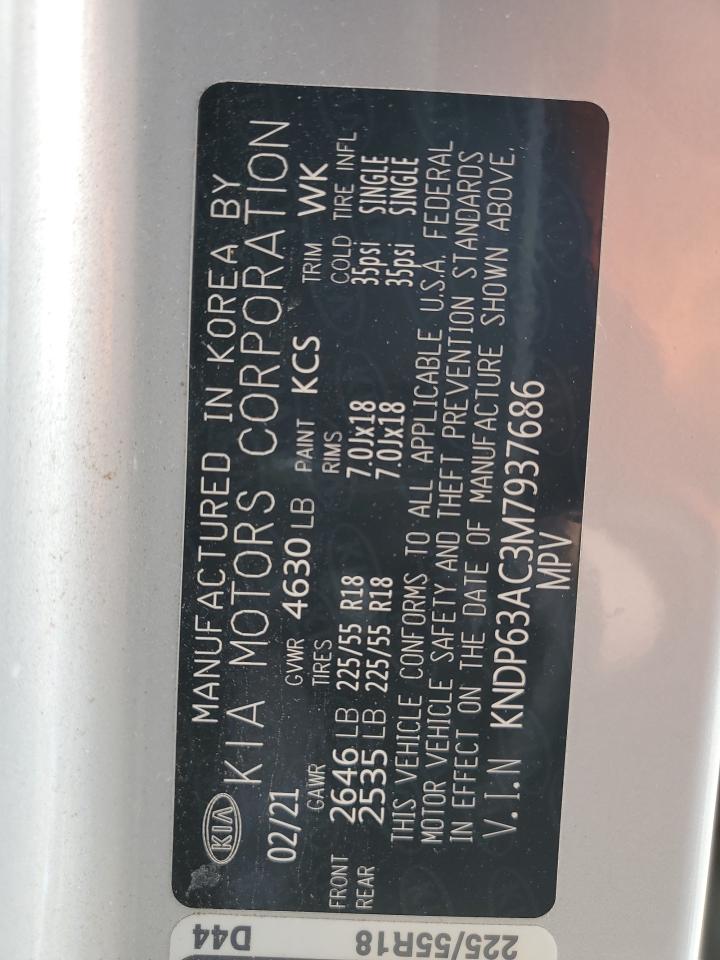 KIA
MANUFACTURED IN KOREA BY
KIA MOTORS CORPORATION
02/21 GVWR 4630 LB PAINT KCS TRIM WK
GAWR TIRES RIMS COLD TIRE INFL
FRONT 2646 LB 225/55 R18 7.0Jx18 35psi SINGLE
REAR 2535 LB 225/55 R18 7.0Jx18 35psi SINGLE
THIS VEHICLE CONFORMS TO ALL APPLICABLE U.S.A. FEDERAL
MOTOR VEHICLE SAFETY AND THEFT PREVENTION STANDARDS
IN EFFECT ON THE DATE OF MANUFACTURE SHOWN ABOVE.
V.I.N KNDP63AC3M7937686
MPV
D44
225/55R18